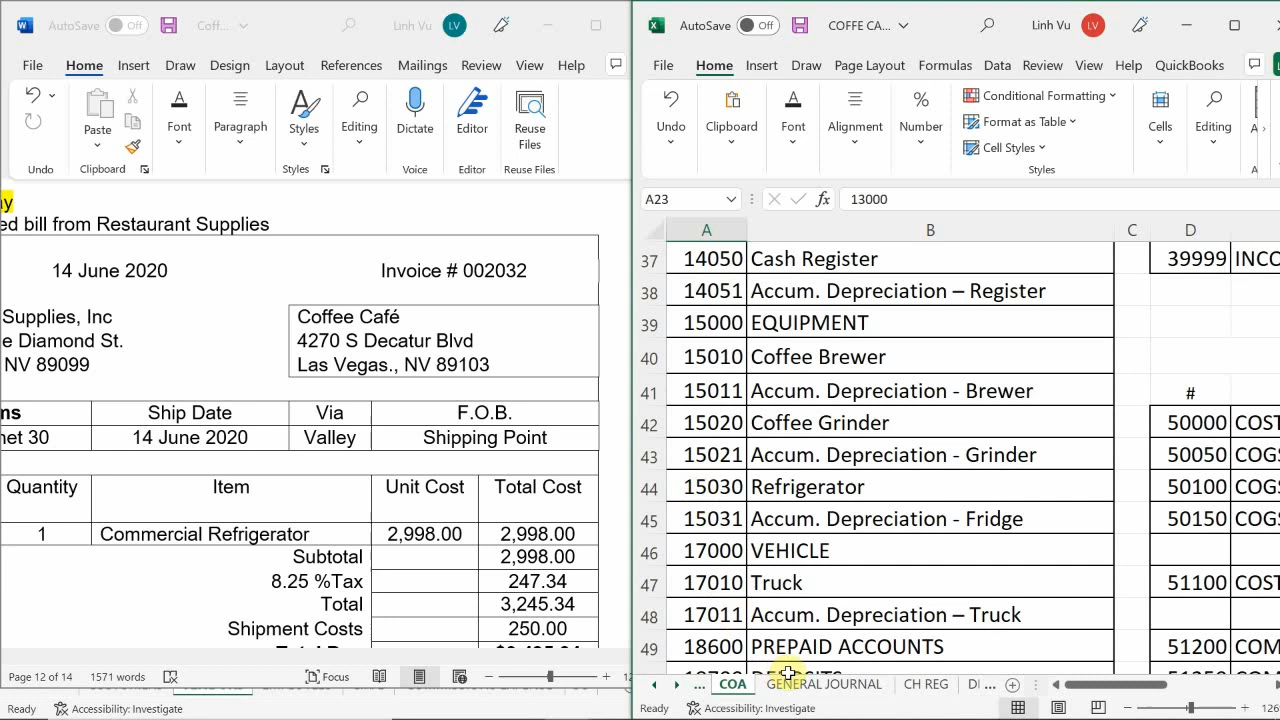 AutoSave Off Coff... Linh Vu LV
File Home Insert Draw Design Layout References Mailings Review View Help
Paste Font Paragraph Styles Editing Dictate Editor Reuse Files
Undo Clipboard Styles Voice Editor Reuse Files
ay
ed bill from Restaurant Supplies
14 June 2020 Invoice # 002032
Supplies, Inc Coffee Café
e Diamond St. 4270 S Decatur Blvd
NV 89099 Las Vegas., NV 89103
ms Ship Date Via F.O.B.
net 30 14 June 2020 Valley Shipping Point
Quantity Item Unit Cost Total Cost
1 Commercial Refrigerator 2,998.00 2,998.00
Subtotal 2,998.00
8.25 %Tax 247.34
Total 3,245.34
Shipment Costs 250.00
Page 12 of 14 1571 words Focus
Ready Accessibility: Investigate
AutoSave Off COFFE CA... Linh Vu LV
File Home Insert Draw Page Layout Formulas Data Review View Help QuickBooks
Undo Clipboard Font Alignment Number Conditional Formatting Format as Table Cell Styles Cells Editing
Styles
A23 fx 13000
A B C D
37 14050 Cash Register 39999 INCO
38 14051 Accum. Depreciation – Register
39 15000 EQUIPMENT
40 15010 Coffee Brewer
41 15011 Accum. Depreciation - Brewer #
42 15020 Coffee Grinder 50000 COST
43 15021 Accum. Depreciation - Grinder 50050 COGS
44 15030 Refrigerator 50100 COGS
45 15031 Accum. Depreciation - Fridge 50150 COGS
46 17000 VEHICLE
47 17010 Truck 51100 COST
48 17011 Accum. Depreciation – Truck
49 18600 PREPAID ACCOUNTS 51200 COM
... COA GENERAL JOURNAL CH REG DI ...
Ready Accessibility: Investigate 126